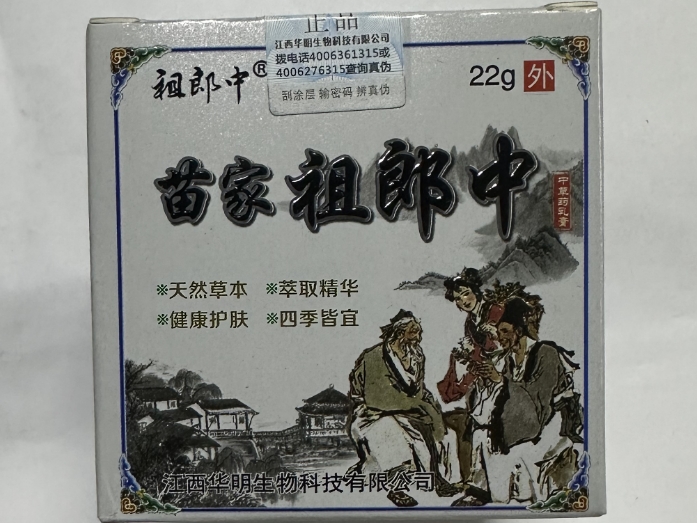 正品
江西华明生物科技有限公司
拨电话4006361315或
4006276315查询真伪
刮涂层 输密码 辨真伪
祖郎中®
22g 外
苗家祖郎中
中草药乳膏
※天然草本 ※萃取精华
※健康护肤 ※四季皆宜
江西华明生物科技有限公司